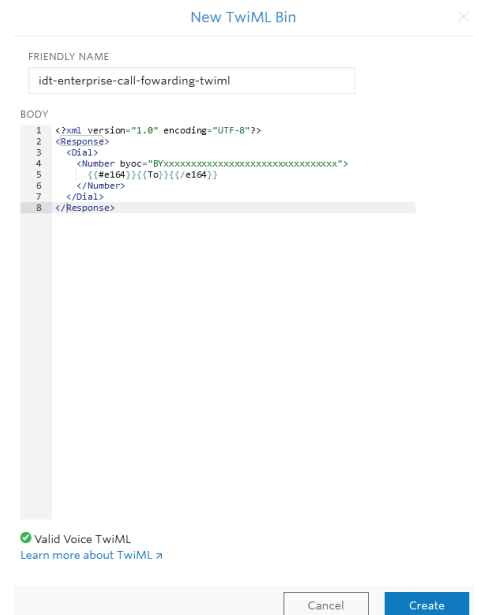 New TwiML Bin
FRIENDLY NAME
idt-enterprise-call-fowarding-twiml
BODY
1 <?xml version="1.0" encoding="UTF-8"?>
2 <Response>
3 <Dial>
4 <Number byoc="BYxxxxxxxxxxxxxxxxxxxxxxxxxxxxxxxx">
5 {{#e164}}{{To}}{{/e164}}
6 </Number>
7 </Dial>
8 </Response>
Valid Voice TwiML
Learn more about TwiML ↗
Cancel Create